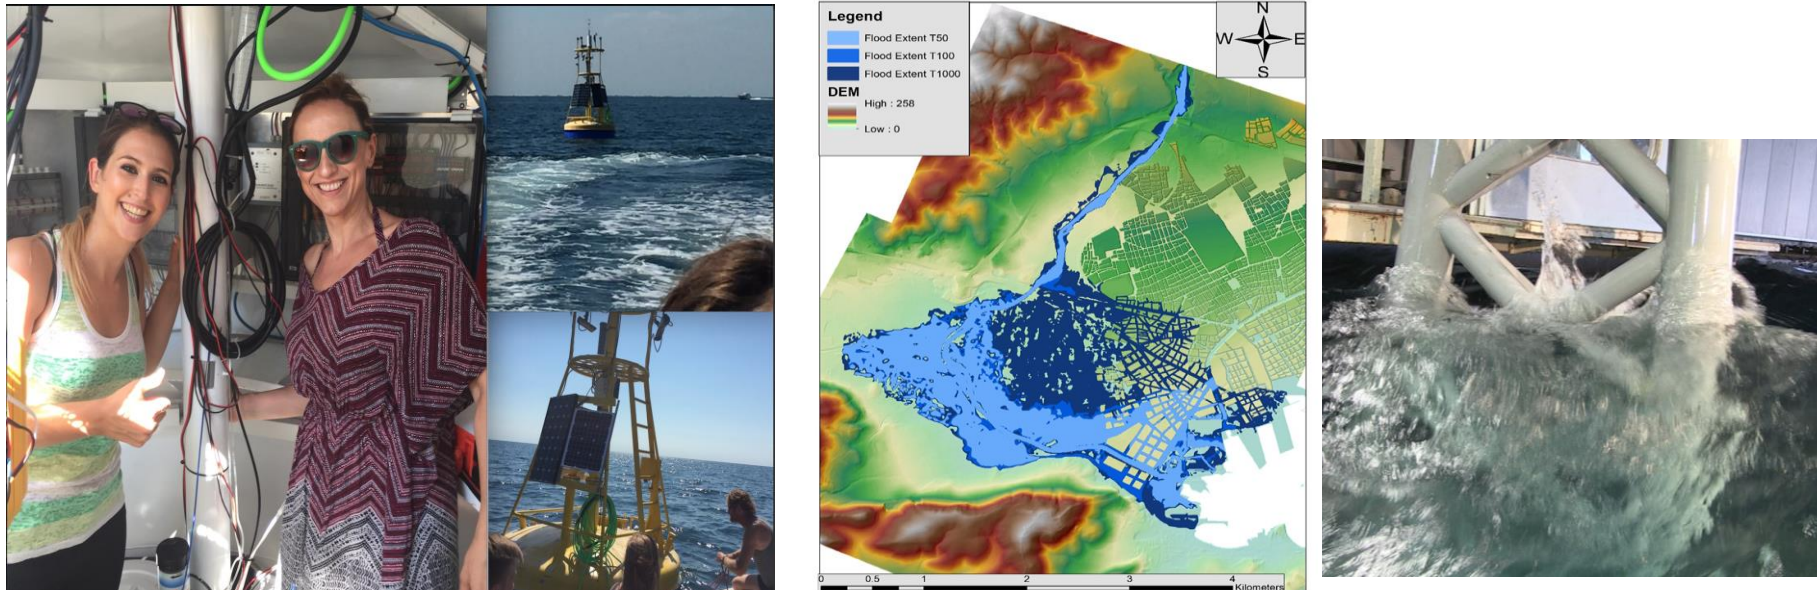 Legend
Flood Extent T50
Flood Extent T100
Flood Extent T1000
DEM
High : 258
Low : 0
N
W E
S
0 0.5 1 2 3 4
Kilometers